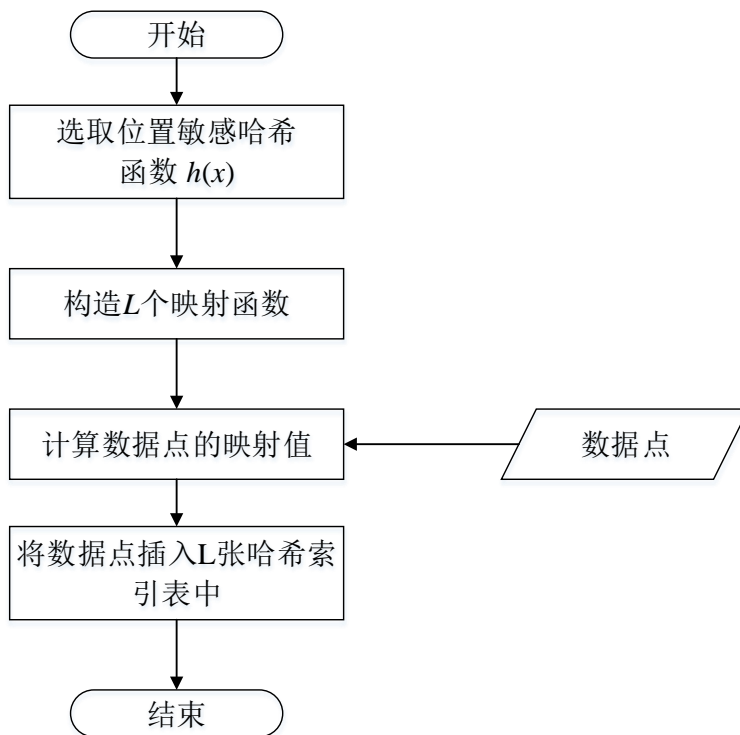 开始
选取位置敏感哈希
函数 h(x)
构造L个映射函数
计算数据点的映射值
数据点
将数据点插入L张哈希索
引表中
结束